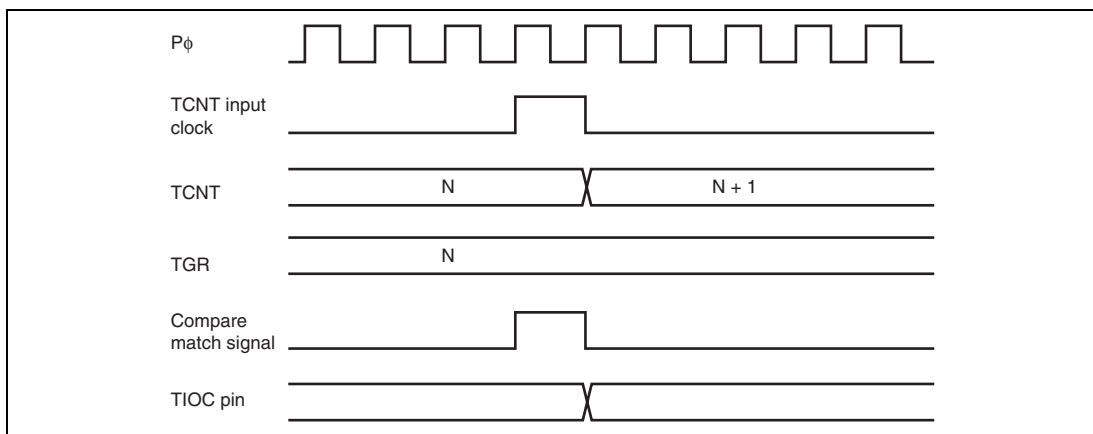 Pϕ
TCNT input
clock
TCNT
N
N + 1
TGR
N
Compare
match signal
TIOC pin